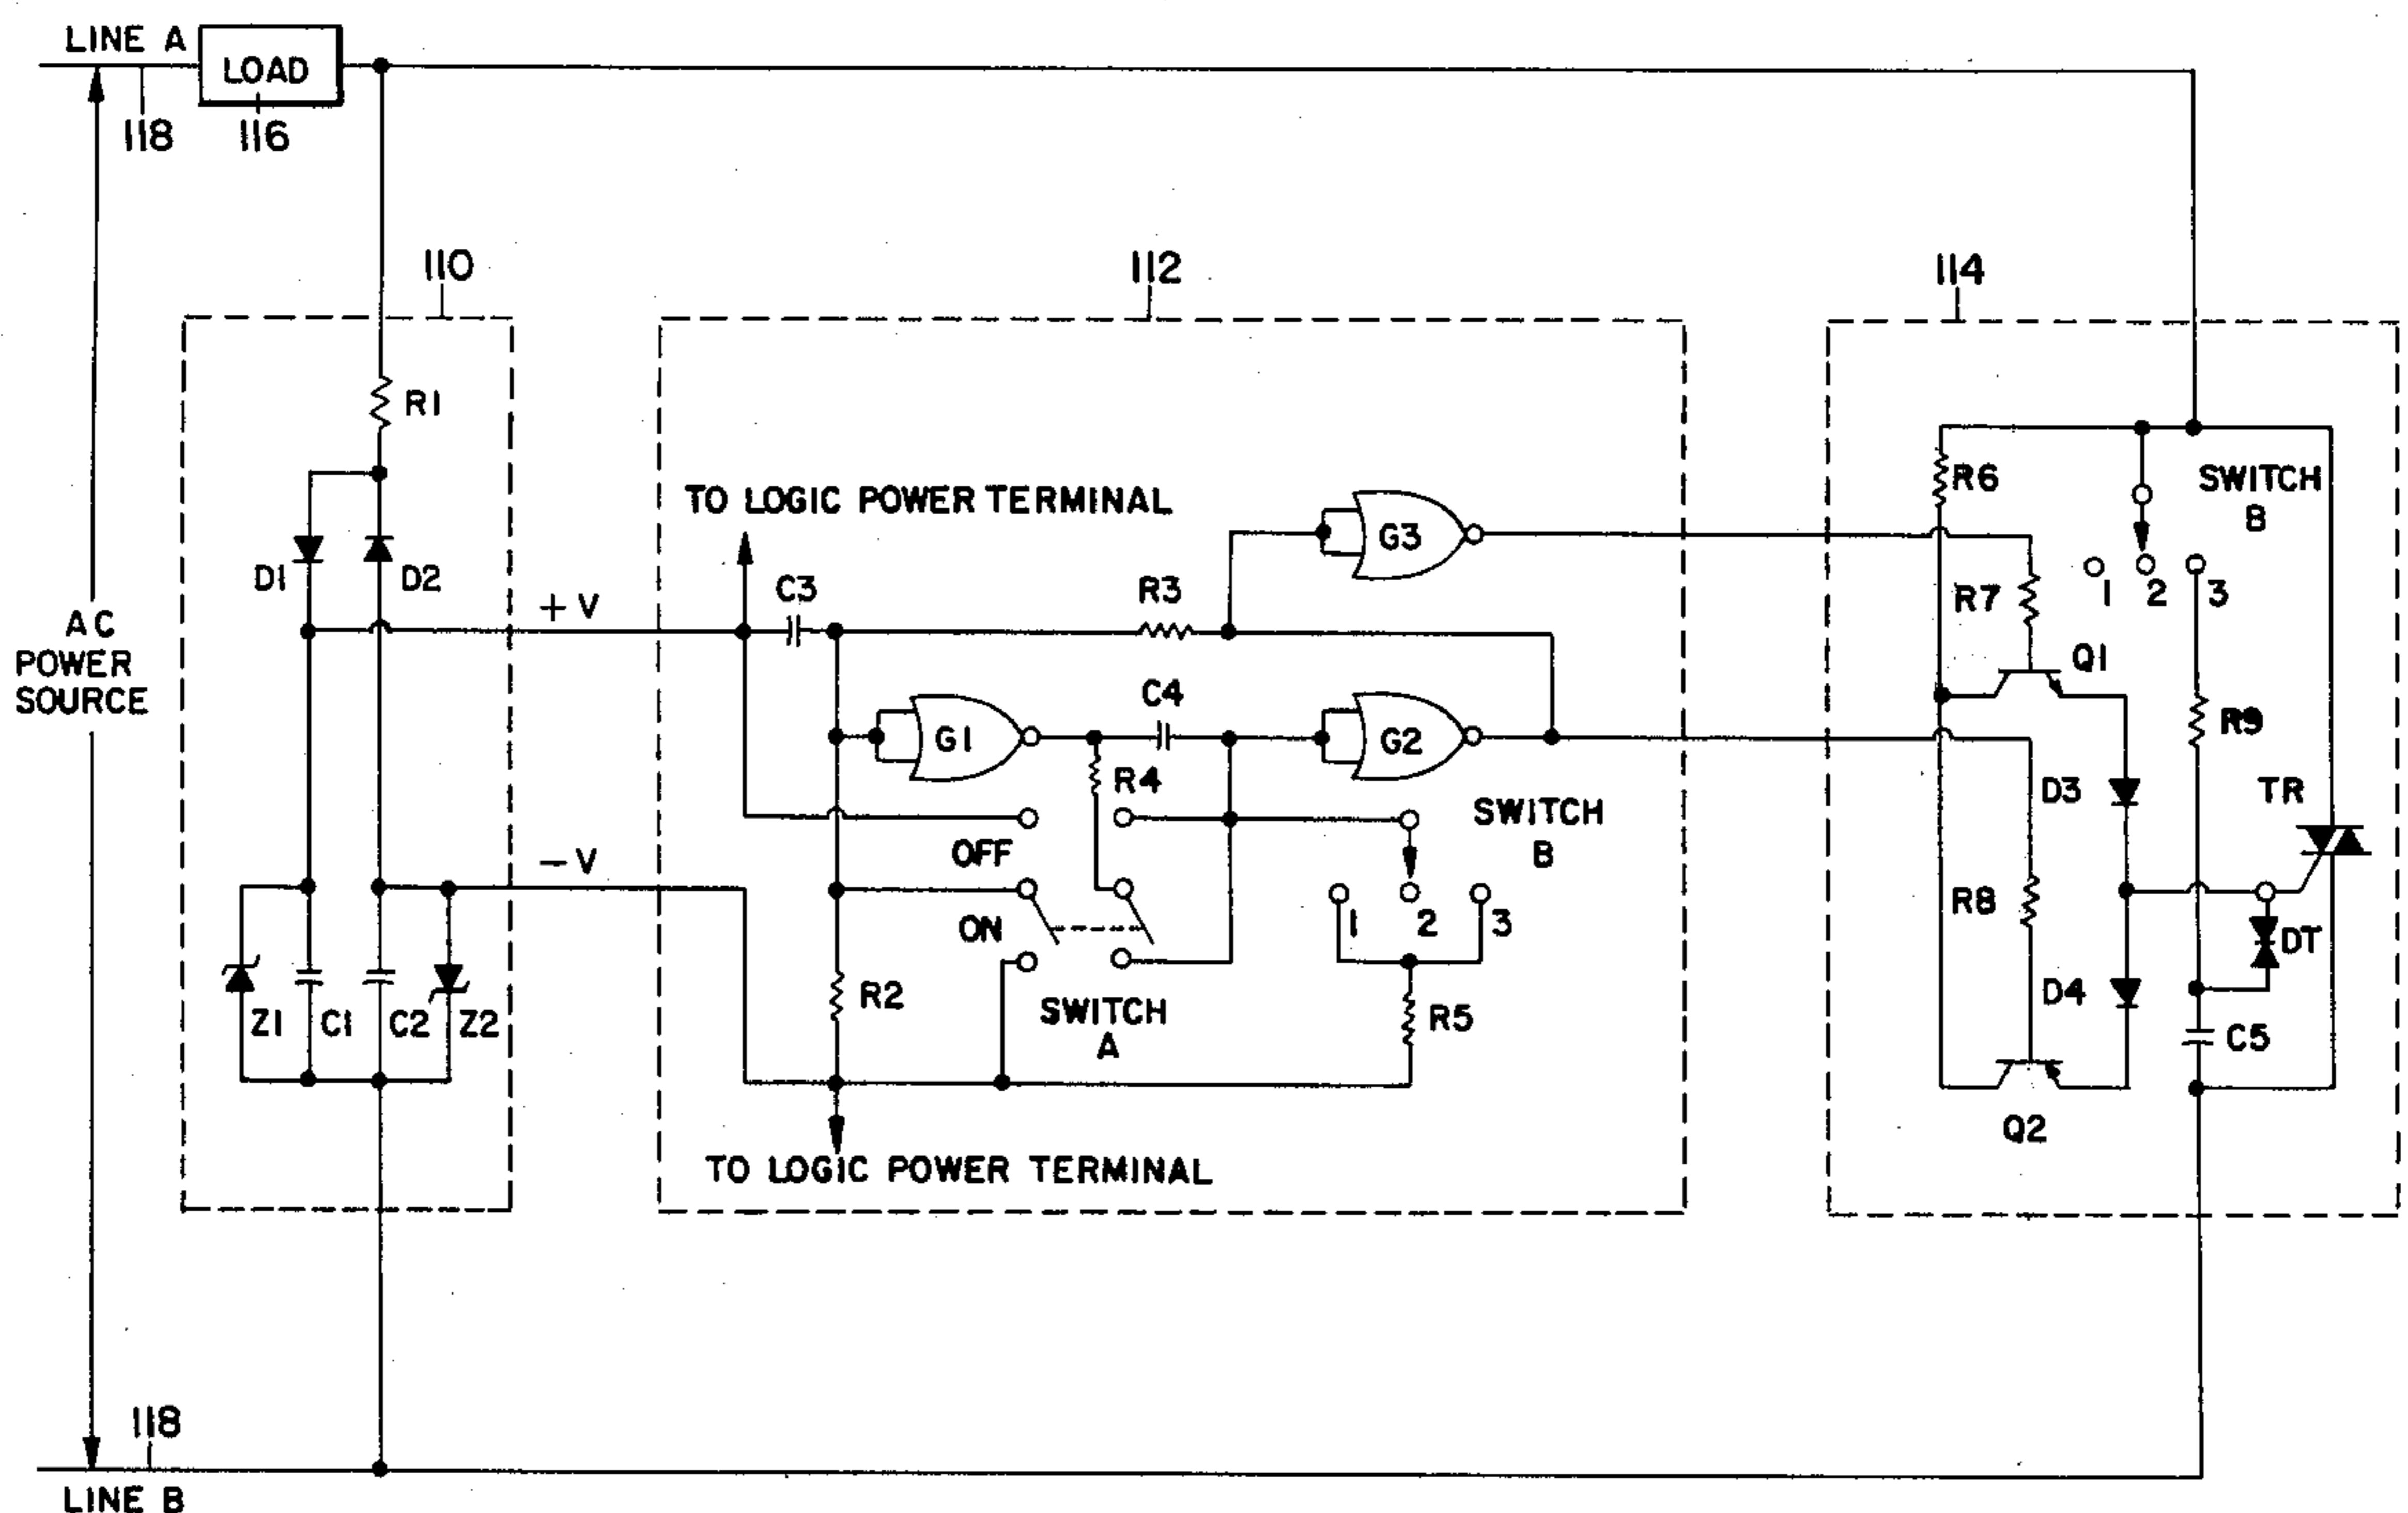 LINE A
LOAD
118
116
110
112
114
R1
D1
D2
+V
-V
AC
POWER
SOURCE
Z1
C1
C2
Z2
TO LOGIC POWER TERMINAL
C3
R3
G3
G1
C4
G2
R4
OFF
ON
SWITCH
A
SWITCH
B
1
2
3
R2
R5
TO LOGIC POWER TERMINAL
R6
SWITCH
B
1
2
3
R7
Q1
R9
D3
TR
R8
DT
D4
C5
Q2
118
LINE B